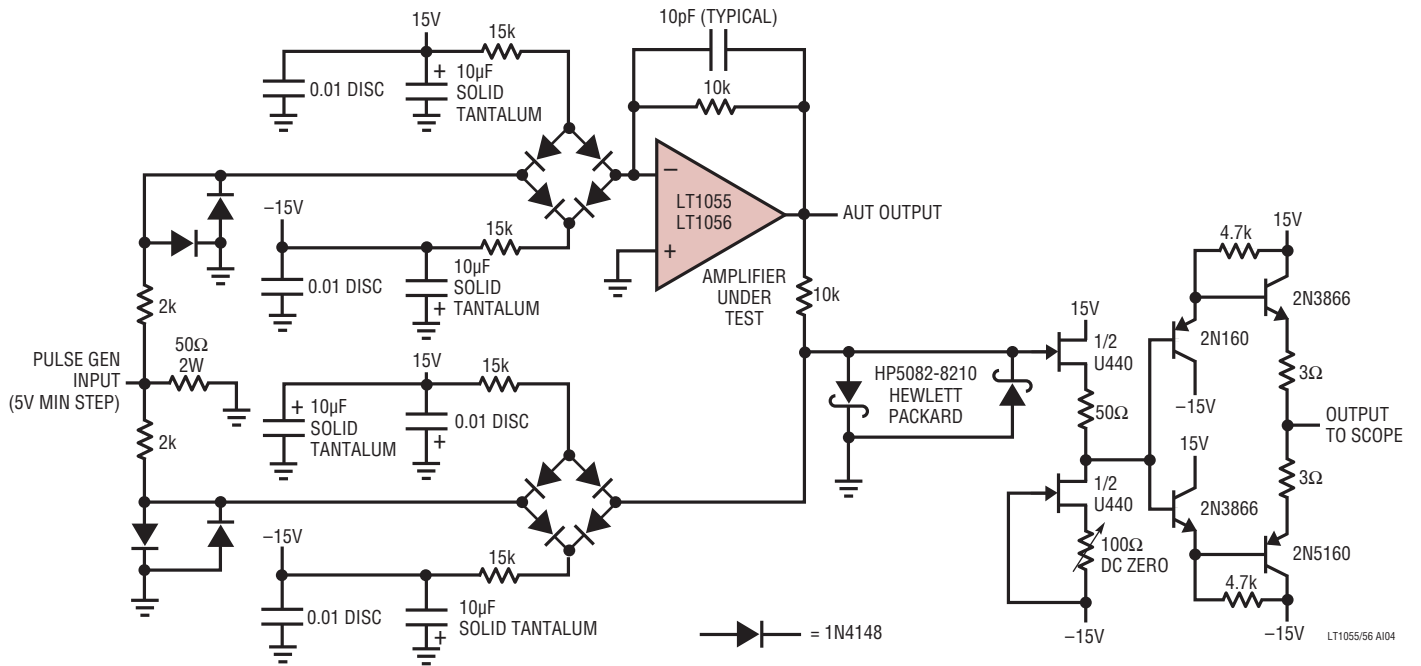 15V
15k
0.01 DISC
+
10µF
SOLID
TANTALUM
10pF (TYPICAL)
10k
–15V
15k
0.01 DISC
10µF
SOLID
TANTALUM
+
–
+
LT1055
LT1056
AUT OUTPUT
AMPLIFIER
UNDER
TEST
10k
2k
50Ω
2W
PULSE GEN
INPUT
(5V MIN STEP)
2k
15V
15k
+
10µF
SOLID
TANTALUM
0.01 DISC
+
–15V
15k
0.01 DISC
10µF
SOLID TANTALUM
+
HP5082-8210
HEWLETT
PACKARD
15V
1/2
U440
50Ω
1/2
U440
100Ω
DC ZERO
–15V
4.7k
15V
2N160
2N3866
–15V
15V
3Ω
OUTPUT
TO SCOPE
3Ω
2N3866
2N5160
4.7k
–15V
= 1N4148
LT1055/56 AI04